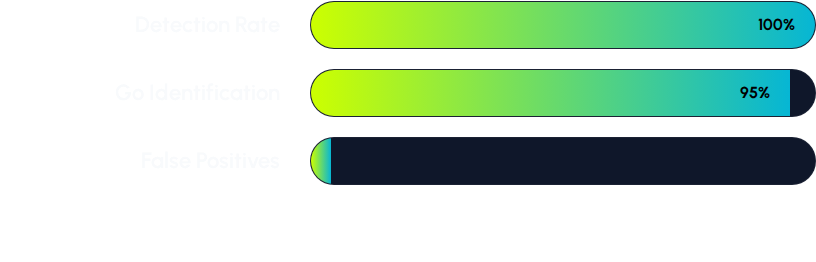 Detection Rate 100%
Go Identification 95%
False Positives